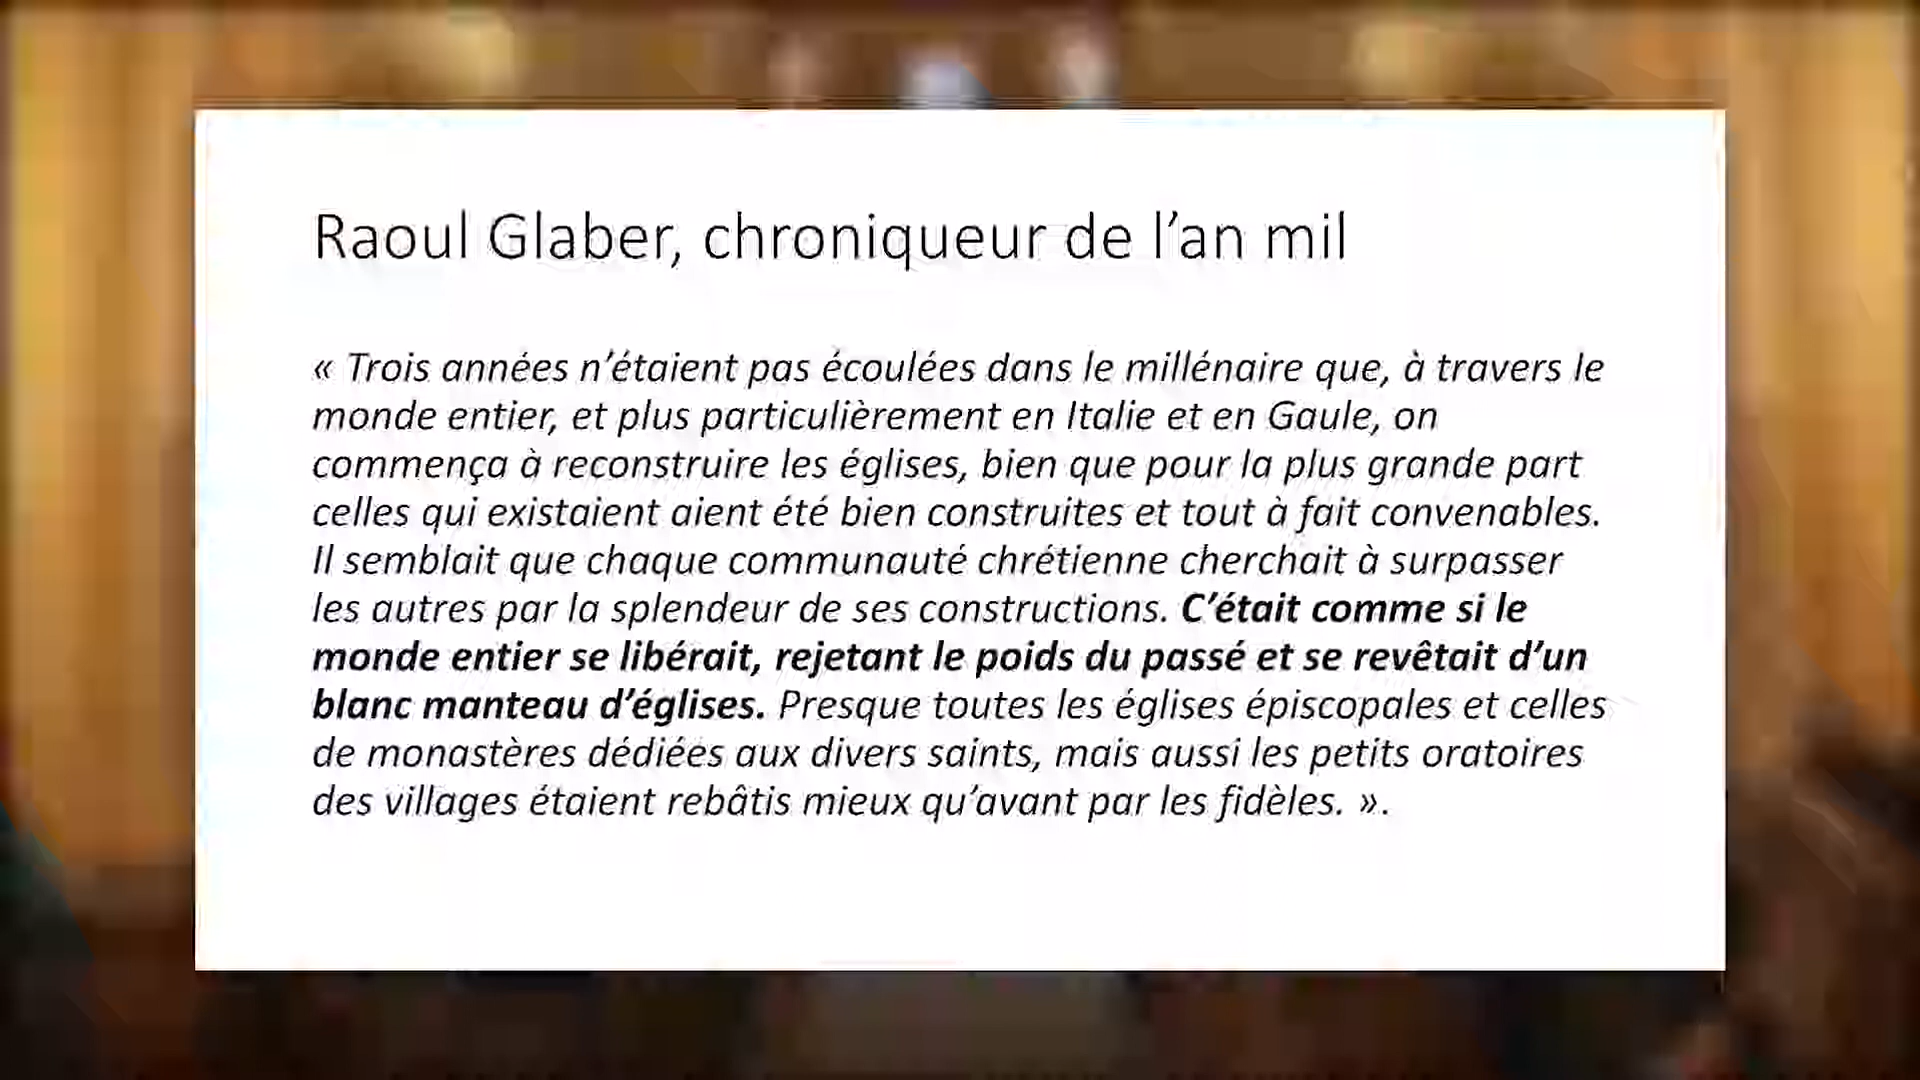 Raoul Glaber, chroniqueur de l’an mil
« Trois années n’étaient pas écoulées dans le millénaire que, à travers le
monde entier, et plus particulièrement en Italie et en Gaule, on
commença à reconstruire les églises, bien que pour la plus grande part
celles qui existaient aient été bien construites et tout à fait convenables.
Il semblait que chaque communauté chrétienne cherchait à surpasser
les autres par la splendeur de ses constructions. C’était comme si le
monde entier se libérait, rejetant le poids du passé et se revêtait d’un
blanc manteau d’églises. Presque toutes les églises épiscopales et celles
de monastères dédiées aux divers saints, mais aussi les petits oratoires
des villages étaient rebâtis mieux qu’avant par les fidèles. ».